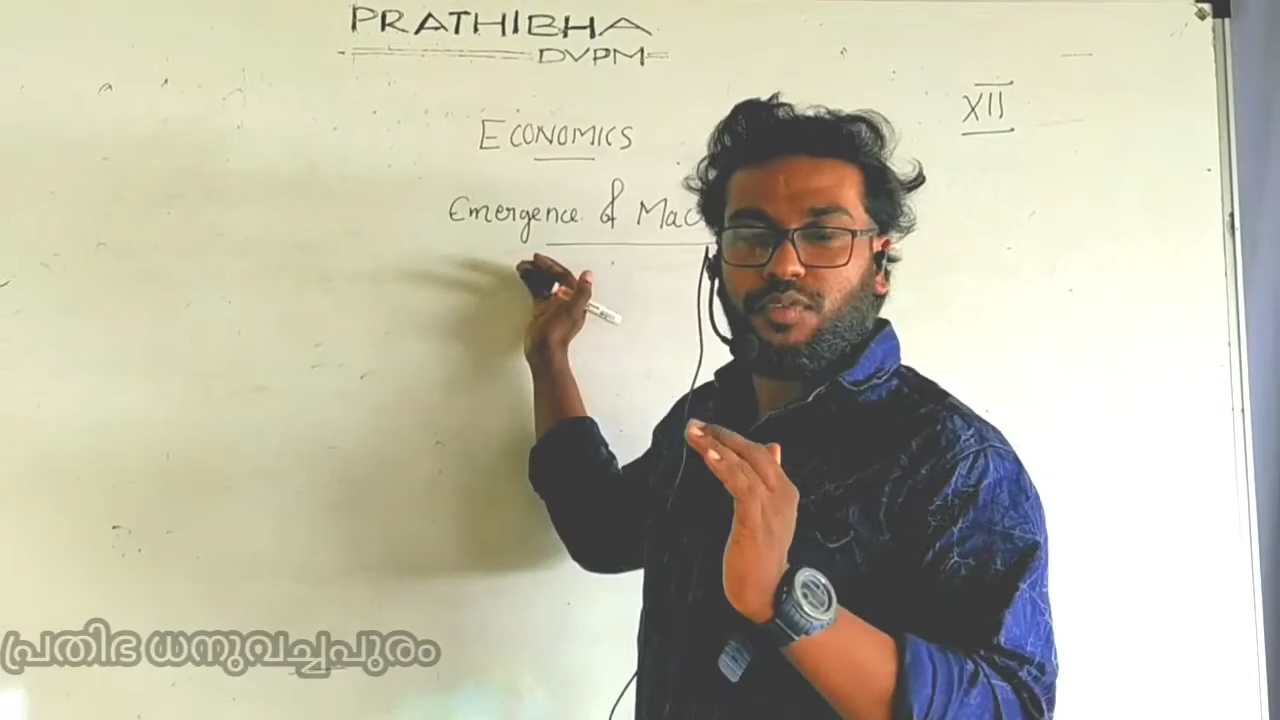 PRATHIBHA
DVPM
XII
ECONOMICS
Emergence of Mac
പ്രതിഭ ധനുവച്ചപുരം